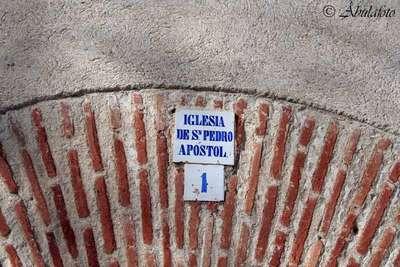 © Abulafoto
IGLESIA
DE Sn PEDRO
APOSTOL
1